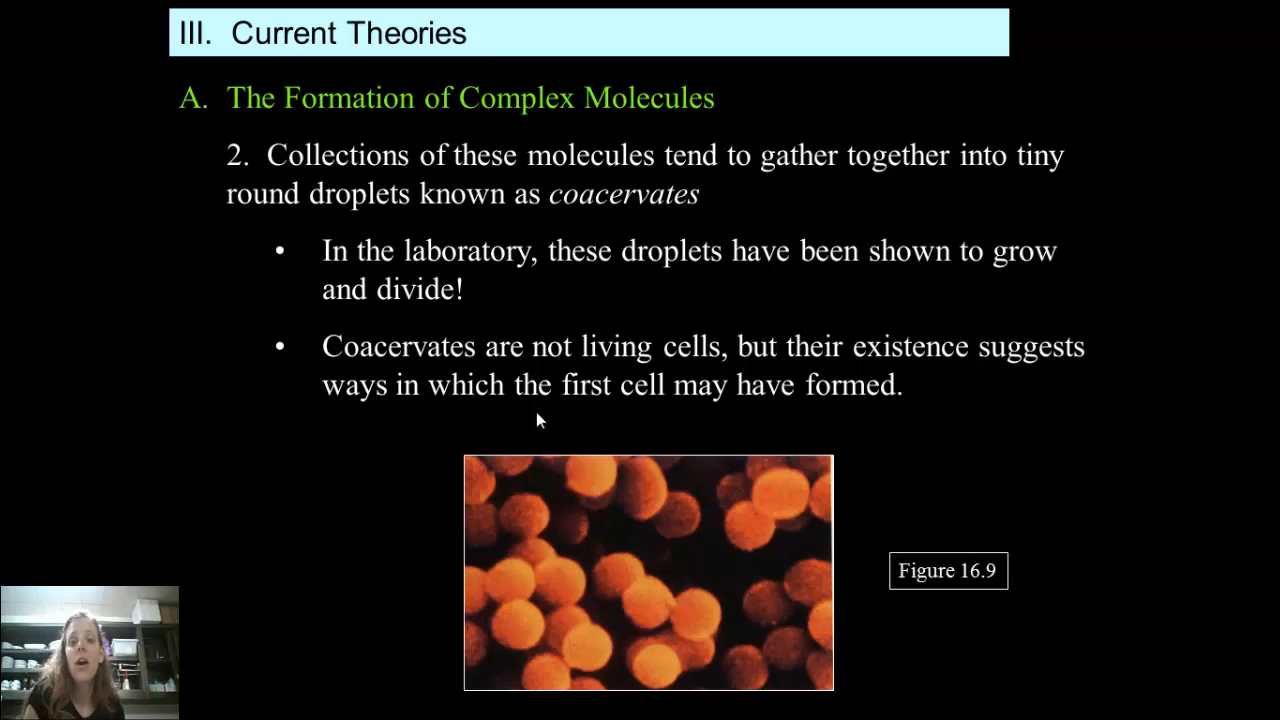 III. Current Theories
A. The Formation of Complex Molecules
2. Collections of these molecules tend to gather together into tiny
round droplets known as coacervates
• In the laboratory, these droplets have been shown to grow
and divide!
• Coacervates are not living cells, but their existence suggests
ways in which the first cell may have formed.
Figure 16.9